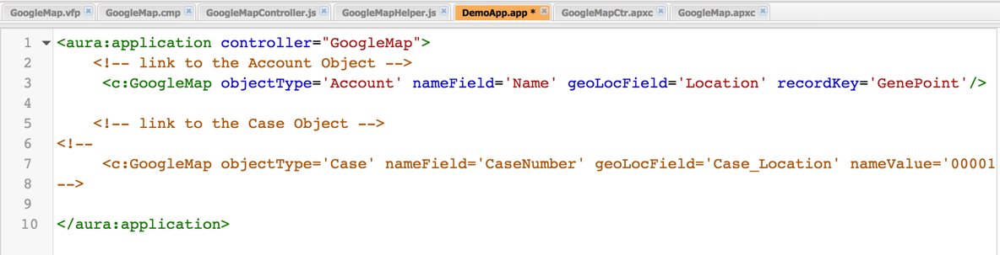 GoogleMap.vfp GoogleMap.cmp GoogleMapController.js GoogleMapHelper.js DemoApp.app * GoogleMapCtr.apxc GoogleMap.apxc
1 <aura:application controller="GoogleMap">
2 <!-- link to the Account Object -->
3 <c:GoogleMap objectType='Account' nameField='Name' geoLocField='Location' recordKey='GenePoint'/>
4
5 <!-- link to the Case Object -->
6 <!--
7 <c:GoogleMap objectType='Case' nameField='CaseNumber' geoLocField='Case_Location' nameValue='00001
8 -->
9
10 </aura:application>